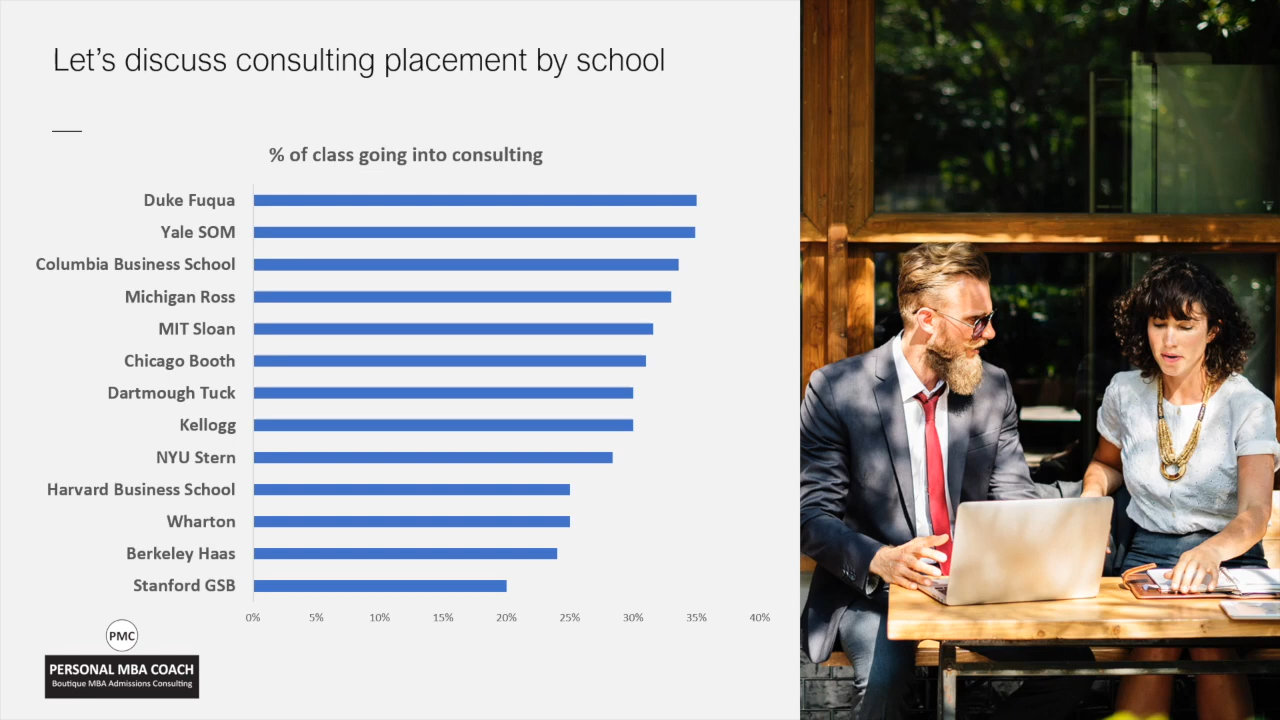 Let's discuss consulting placement by school
% of class going into consulting
Duke Fuqua
Yale SOM
Columbia Business School
Michigan Ross
MIT Sloan
Chicago Booth
Dartmough Tuck
Kellogg
NYU Stern
Harvard Business School
Wharton
Berkeley Haas
Stanford GSB
0% 5% 10% 15% 20% 25% 30% 35% 40%
PMC
PERSONAL MBA COACH
Boutique MBA Admissions Consulting